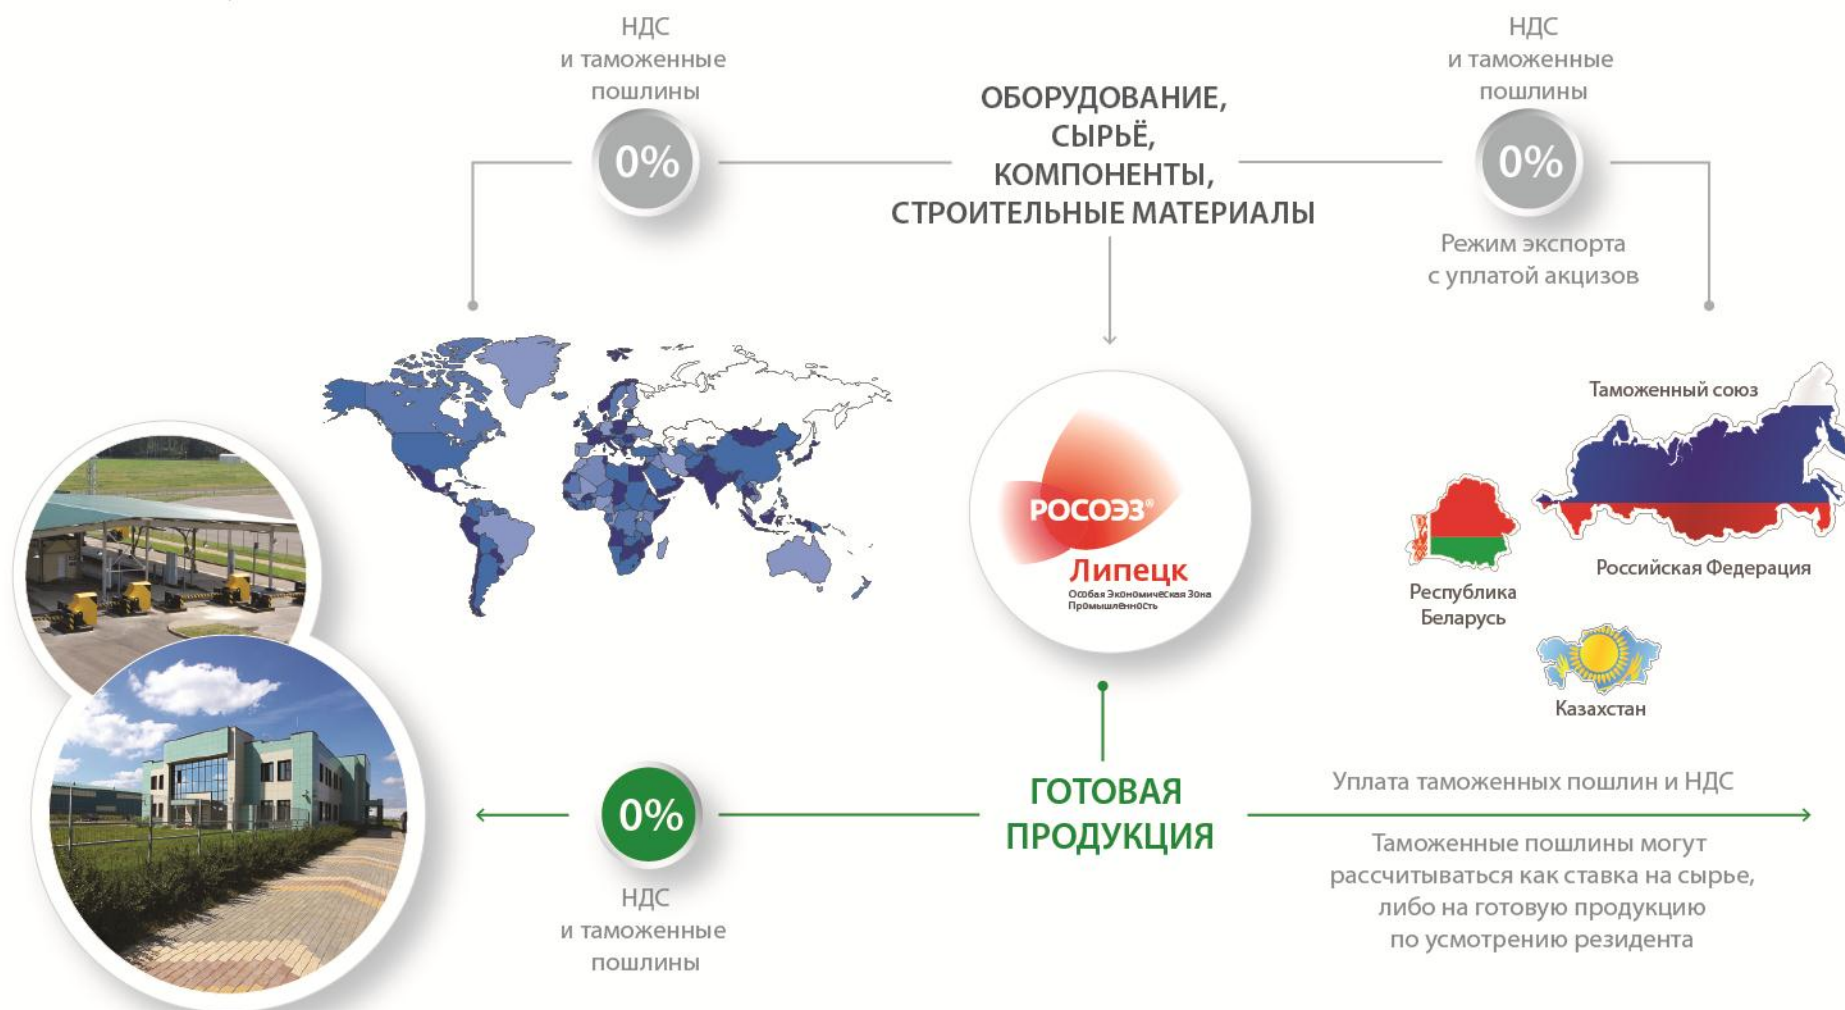 НДС
и таможенные
пошлины
0%
ОБОРУДОВАНИЕ,
СЫРЬЁ,
КОМПОНЕНТЫ,
СТРОИТЕЛЬНЫЕ МАТЕРИАЛЫ
НДС
и таможенные
пошлины
0%
Режим экспорта
с уплатой акцизов
РОСОЭЗ®
Липецк
Особая Экономическая Зона
Промышленность
Таможенный союз
Российская Федерация
Республика
Беларусь
Казахстан
0%
НДС
и таможенные
пошлины
ГОТОВАЯ
ПРОДУКЦИЯ
Уплата таможенных пошлин и НДС
Таможенные пошлины могут
рассчитываться как ставка на сырье,
либо на готовую продукцию
по усмотрению резидента